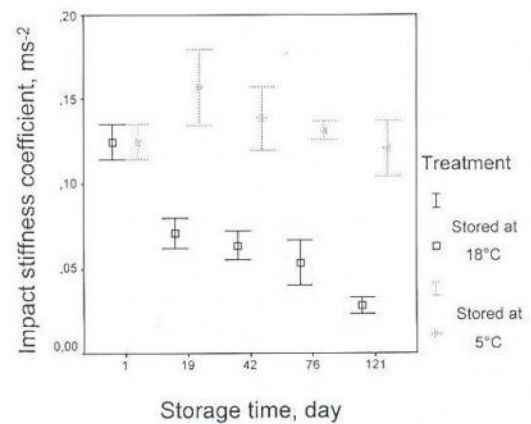 Impact stiffness coefficient, ms-2
,20
,15
,10
,05
0,00
1 19 42 76 121
Storage time, day
Treatment
Stored at
18°C
Stored at
5°C